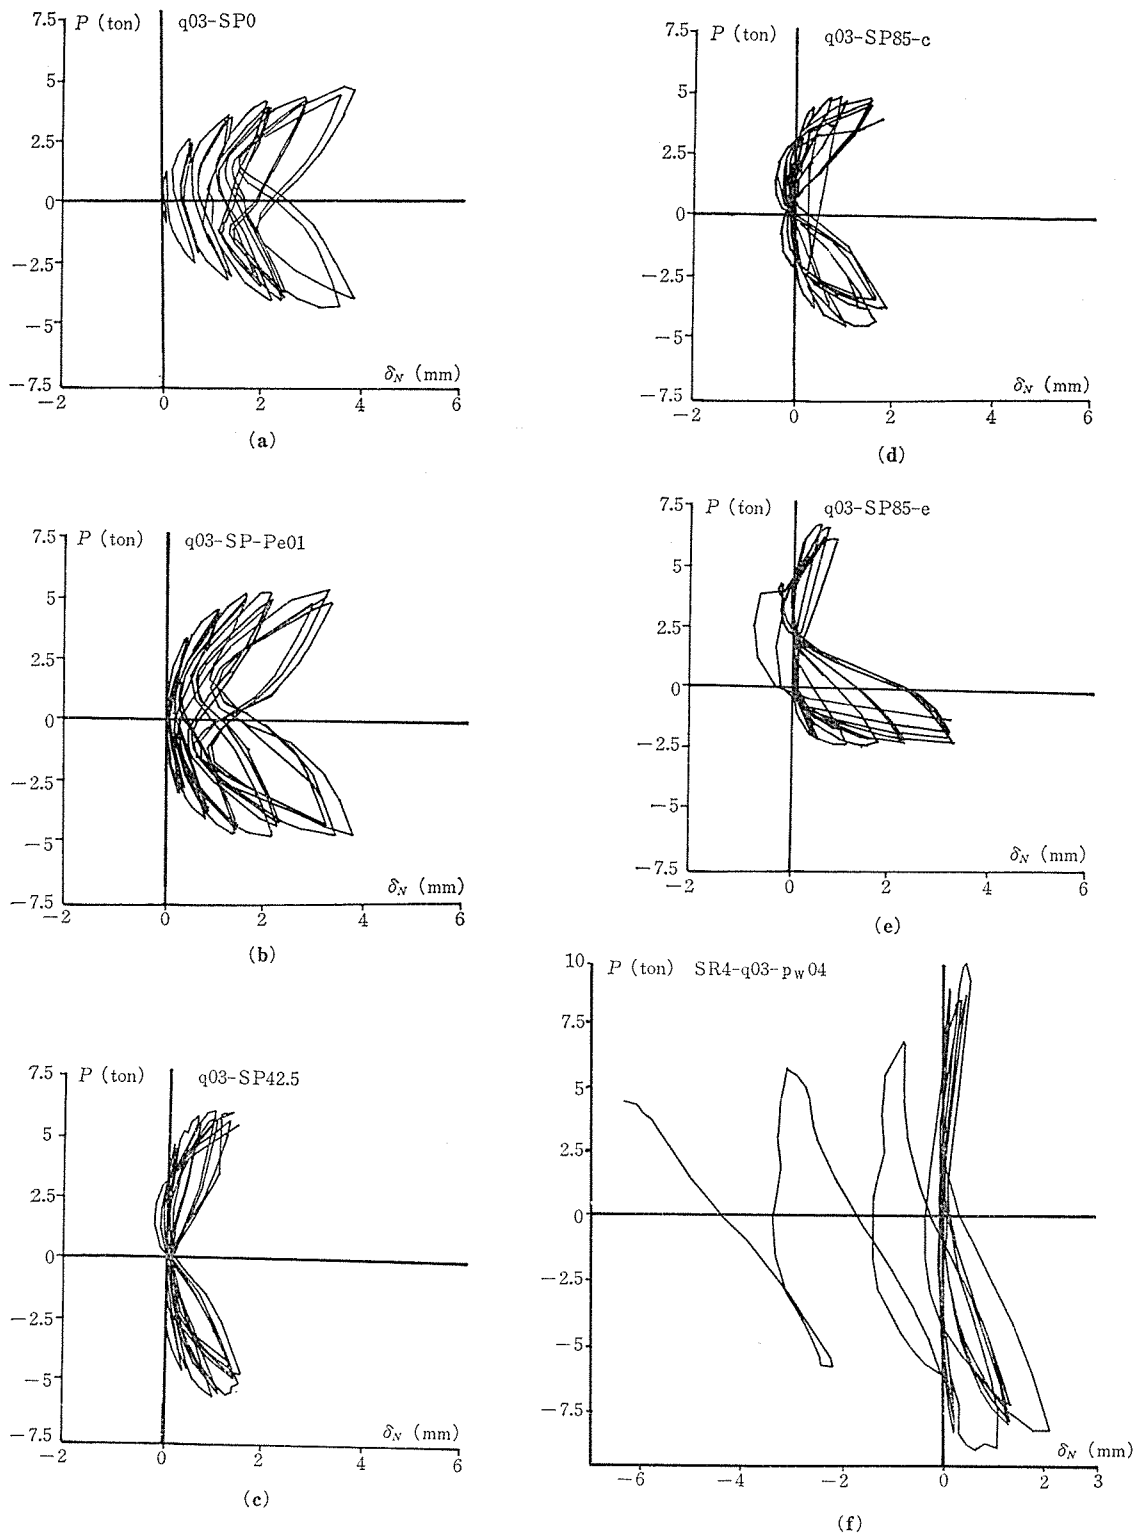 7.5 P (ton) q03-SP0
5
2.5
0
−2.5
−5
−7.5
δN (mm)
−2 0 2 4 6
(a)
7.5 P (ton) q03-SP-Pe01
5
2.5
0
−2.5
−5
−7.5
δN (mm)
−2 0 2 4 6
(b)
7.5 P (ton) q03-SP42.5
5
2.5
0
−2.5
−5
−7.5
δN (mm)
−2 0 2 4 6
(c)
7.5 P (ton) q03-SP85-c
5
2.5
0
−2.5
−5
−7.5
δN (mm)
−2 0 2 4 6
(d)
7.5 P (ton) q03-SP85-e
5
2.5
0
−2.5
−5
−7.5
δN (mm)
−2 0 2 4 6
(e)
10 P (ton) SR4-q03-pw04
7.5
5
2.5
0
−2.5
−5
−7.5
δN (mm)
−6 −4 −2 0 2 3
(f)